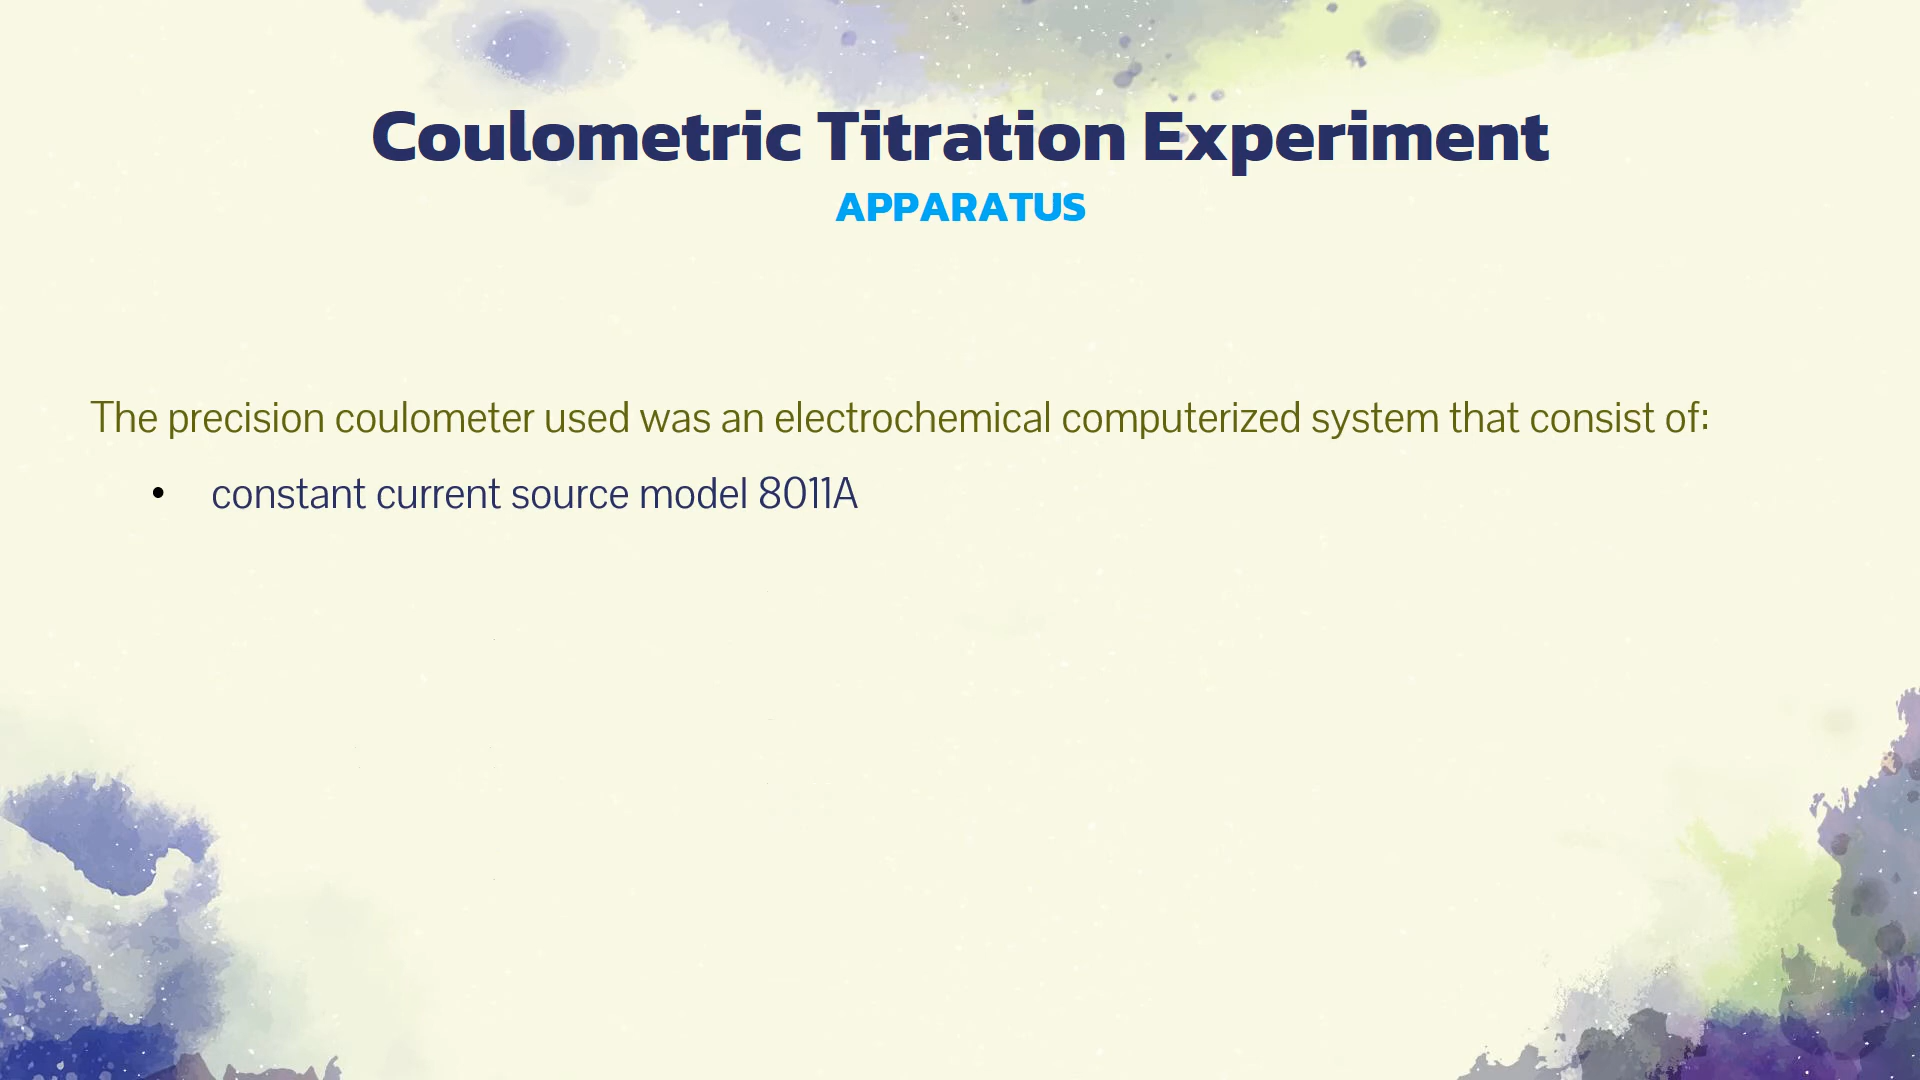 Coulometric Titration Experiment
APPARATUS
The precision coulometer used was an electrochemical computerized system that consist of:
• constant current source model 8011A